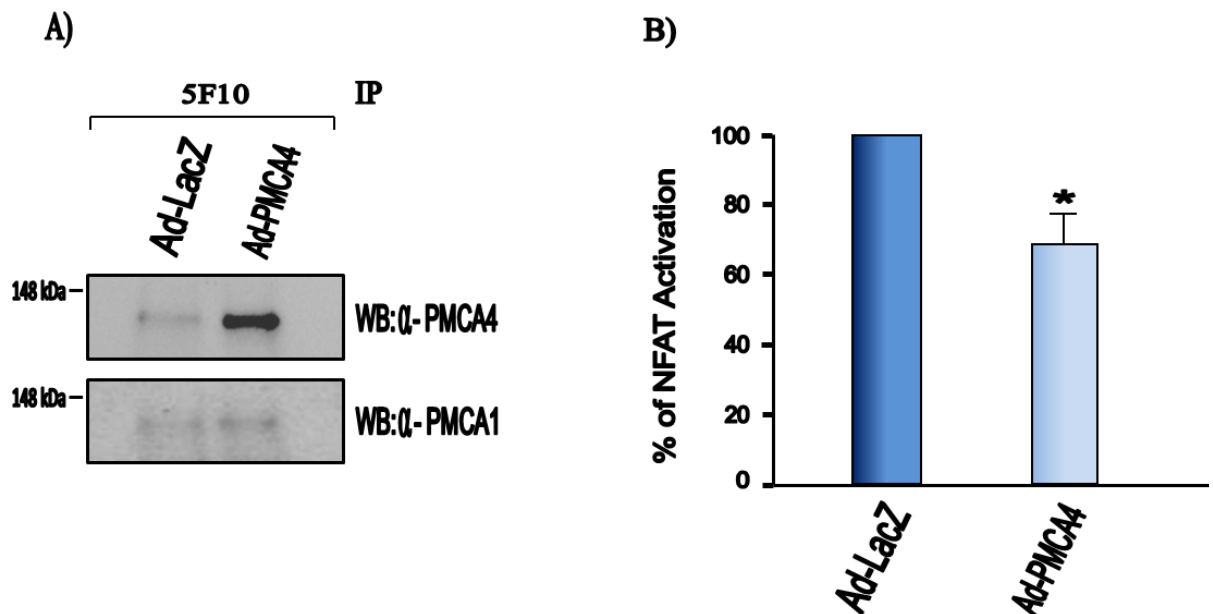 A)
5F10 IP
Ad-LacZ
Ad-PMCA4
148 kDa
WB:α- PMCA4
148 kDa
WB:α- PMCA1
B)
% of NFAT Activation
100
80
60
40
20
0
*
Ad-LacZ
Ad-PMCA4